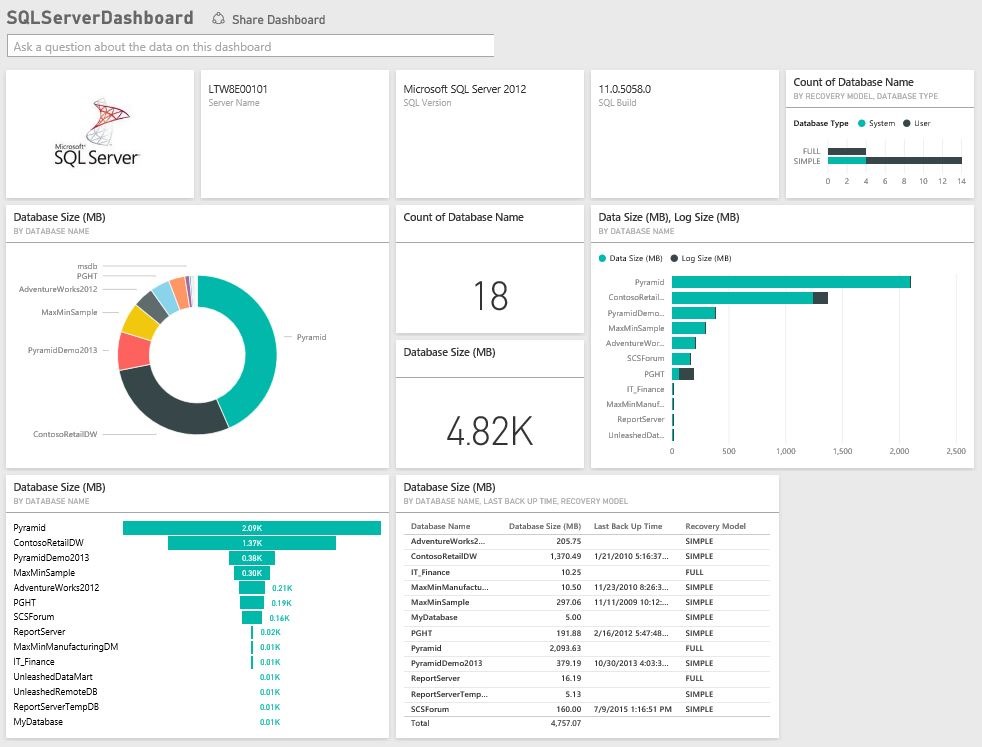 SQLServerDashboard Share Dashboard
Ask a question about the data on this dashboard
Microsoft®
SQL Server
LTW8E00101
Server Name
Microsoft SQL Server 2012
SQL Version
11.0.5058.0
SQL Build
Count of Database Name
BY RECOVERY MODEL, DATABASE TYPE
Database Type System User
FULL
SIMPLE
0 2 4 6 8 10 12 14
Database Size (MB)
BY DATABASE NAME
msdb
PGHT
AdventureWorks2012
MaxMinSample
PyramidDemo2013
ContosoRetailDW
Pyramid
Count of Database Name
18
Database Size (MB)
4.82K
Data Size (MB), Log Size (MB)
BY DATABASE NAME
Data Size (MB) Log Size (MB)
Pyramid
ContosoRetail...
PyramidDemo...
MaxMinSample
AdventureWor...
SCSForum
PGHT
IT_Finance
MaxMinManuf...
ReportServer
UnleashedDat...
0 500 1,000 1,500 2,000 2,500
Database Size (MB)
BY DATABASE NAME
Pyramid 2.09K
ContosoRetailDW 1.37K
PyramidDemo2013 0.38K
MaxMinSample 0.30K
AdventureWorks2012 0.21K
PGHT 0.19K
SCSForum 0.16K
ReportServer 0.02K
MaxMinManufacturingDM 0.01K
IT_Finance 0.01K
UnleashedDataMart 0.01K
UnleashedRemoteDB 0.01K
ReportServerTempDB 0.01K
MyDatabase 0.01K
Database Size (MB)
BY DATABASE NAME, LAST BACK UP TIME, RECOVERY MODEL
Database Name Database Size (MB) Last Back Up Time Recovery Model
AdventureWorks2... 205.75 SIMPLE
ContosoRetailDW 1,370.49 1/21/2010 5:16:37... SIMPLE
IT_Finance 10.25 FULL
MaxMinManufactu... 10.50 11/23/2010 8:26:3... SIMPLE
MaxMinSample 297.06 11/11/2009 10:12:... SIMPLE
MyDatabase 5.00 SIMPLE
PGHT 191.88 2/16/2012 5:47:48... SIMPLE
Pyramid 2,093.63 FULL
PyramidDemo2013 379.19 10/30/2013 4:03:3... SIMPLE
ReportServer 16.19 FULL
ReportServerTemp... 5.13 SIMPLE
SCSForum 160.00 7/9/2015 1:16:51 PM SIMPLE
Total 4,757.07